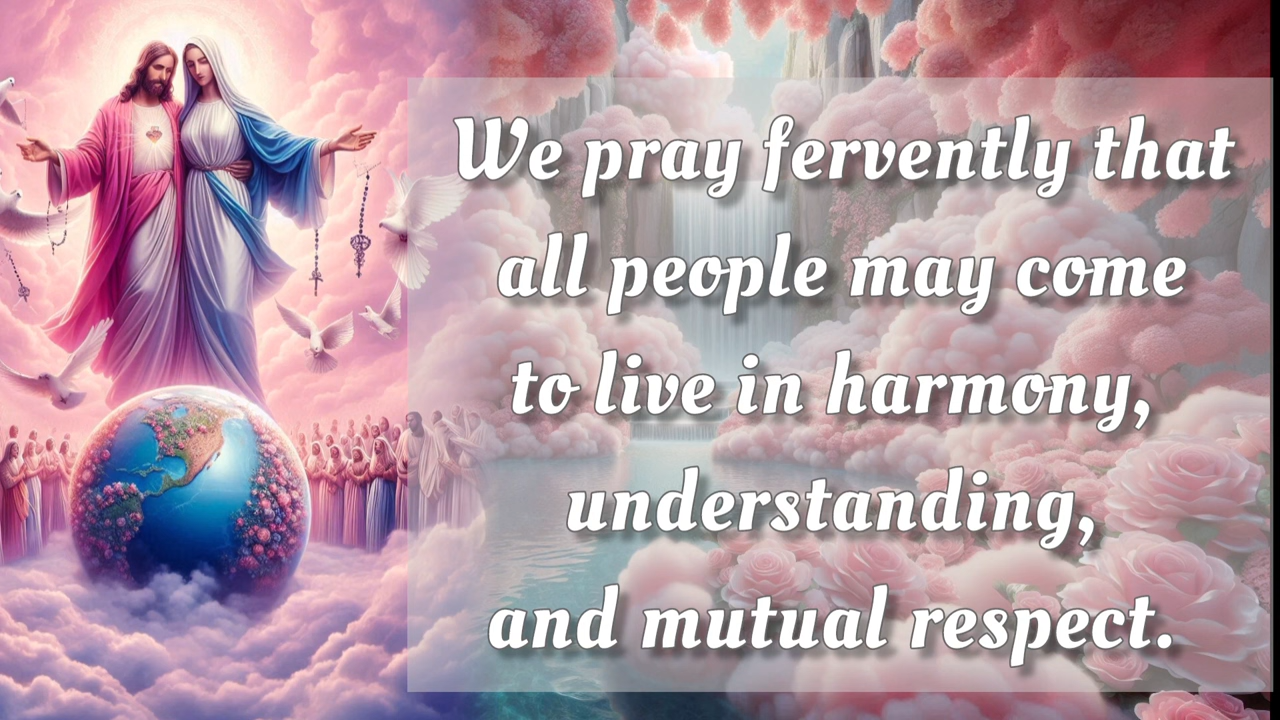 We pray fervently that
all people may come
to live in harmony,
understanding,
and mutual respect.